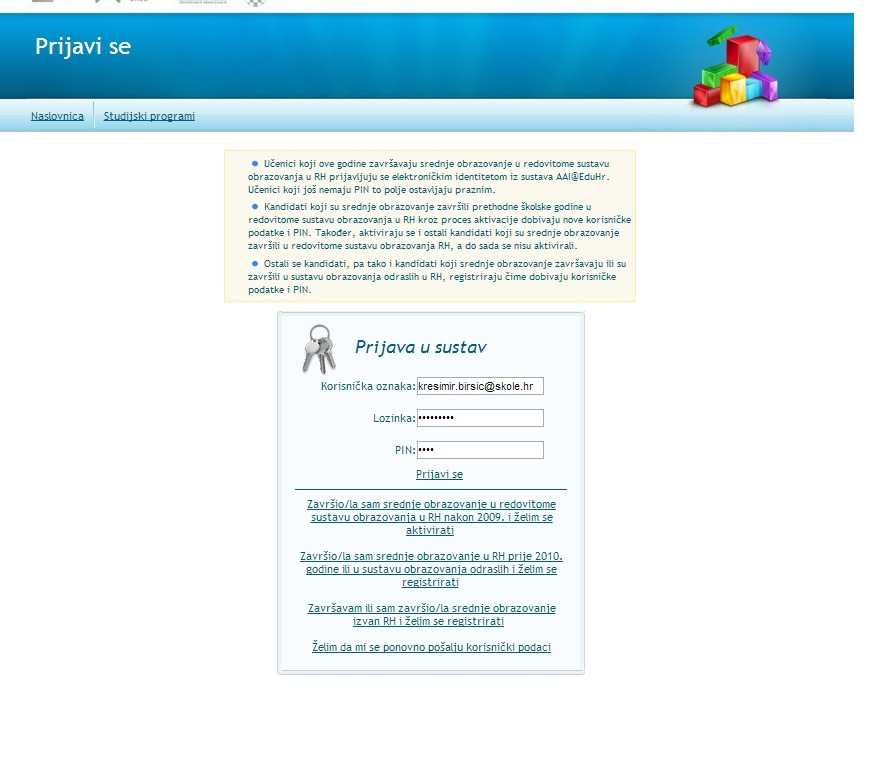 Prijavi se
Naslovnica Studijski programi
Učenici koji ove godine završavaju srednje obrazovanje u redovitome sustavu
obrazovanja u RH prijavljuju se elektroničkim identitetom iz sustava AAI@EduHr.
Učenici koji još nemaju PIN to polje ostavljaju praznim.
Kandidati koji su srednje obrazovanje završili prethodne školske godine u
redovitome sustavu obrazovanja u RH kroz proces aktivacije dobivaju nove korisničke
podatke i PIN. Također, aktiviraju se i ostali kandidati koji su srednje obrazovanje
završili u redovitome sustavu obrazovanja RH, a do sada se nisu aktivirali.
Ostali se kandidati, pa tako i kandidati koji srednje obrazovanje završavaju ili su
završili u sustavu obrazovanja odraslih u RH, registriraju čime dobivaju korisničke
podatke i PIN.
Prijava u sustav
Korisnička oznaka: kresimir.birsic@skole.hr
Lozinka: •••••••••
PIN: ••••
Prijavi se
Završio/la sam srednje obrazovanje u redovitome
sustavu obrazovanja u RH nakon 2009. i želim se
aktivirati
Završio/la sam srednje obrazovanje u RH prije 2010.
godine ili u sustavu obrazovanja odraslih i želim se
registrirati
Završavam ili sam završio/la srednje obrazovanje
izvan RH i želim se registrirati
Želim da mi se ponovno pošalju korisnički podaci